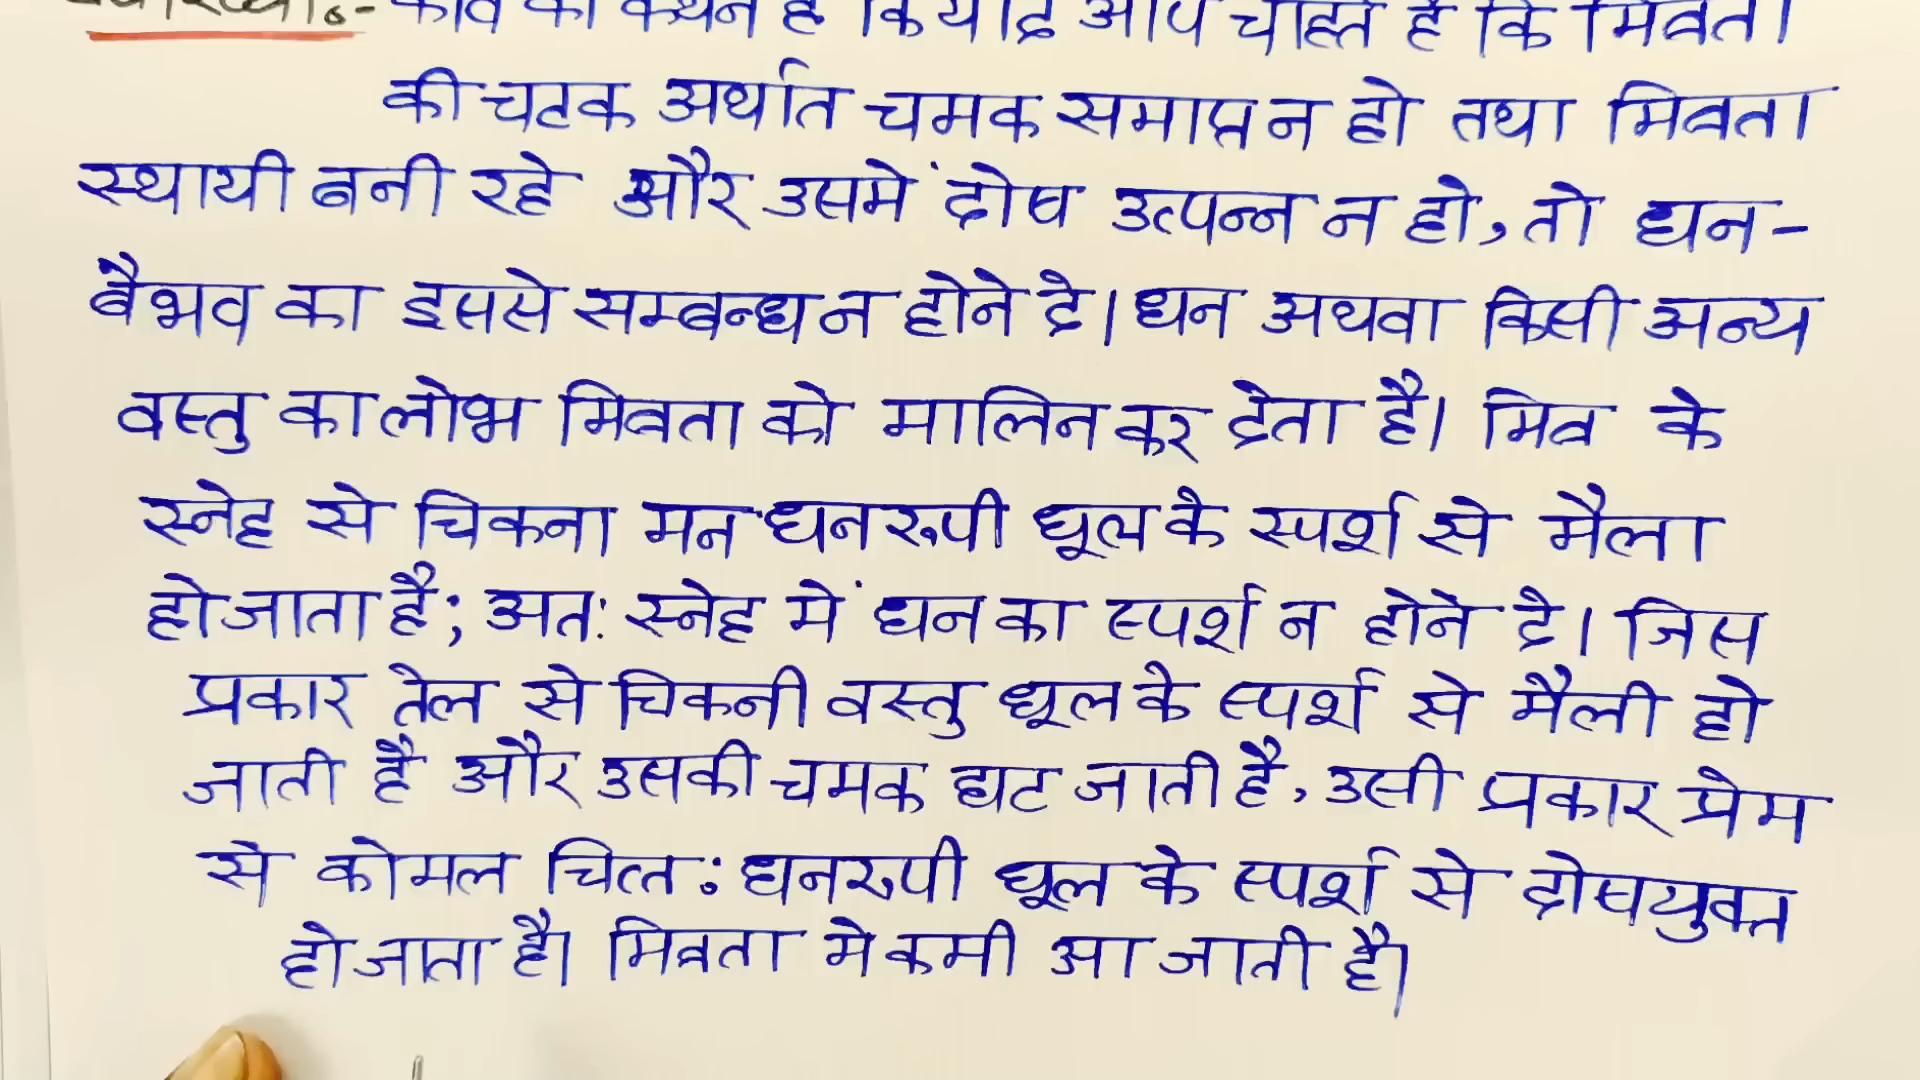 व्याख्या:- कवि का कथन है कि यदि आप चाहते है कि मित्रता
की चटक अर्थात चमक समाप्त न हो तथा मित्रता
स्थायी बनी रहे और उसमें दोष उत्पन्न न हो, तो धन-
वैभव का इससे सम्बन्ध न होने दे। धन अथवा किसी अन्य
वस्तु का लोभ मित्रता को मालिन कर देता है। मित्र के
स्नेह से चिकना मन धनरुपी धूल के स्पर्श से मैला
हो जाता है; अतः स्नेह में धन का स्पर्श न होने दे। जिस
प्रकार तेल से चिकनी वस्तु धूल के स्पर्श से मैली हो
जाती है और उसकी चमक घट जाती है, उसी प्रकार प्रेम
से कोमल चित्त: धनरुपी धूल के स्पर्श से दोषयुक्त
हो जाता है। मित्रता मे कमी आ जाती है।